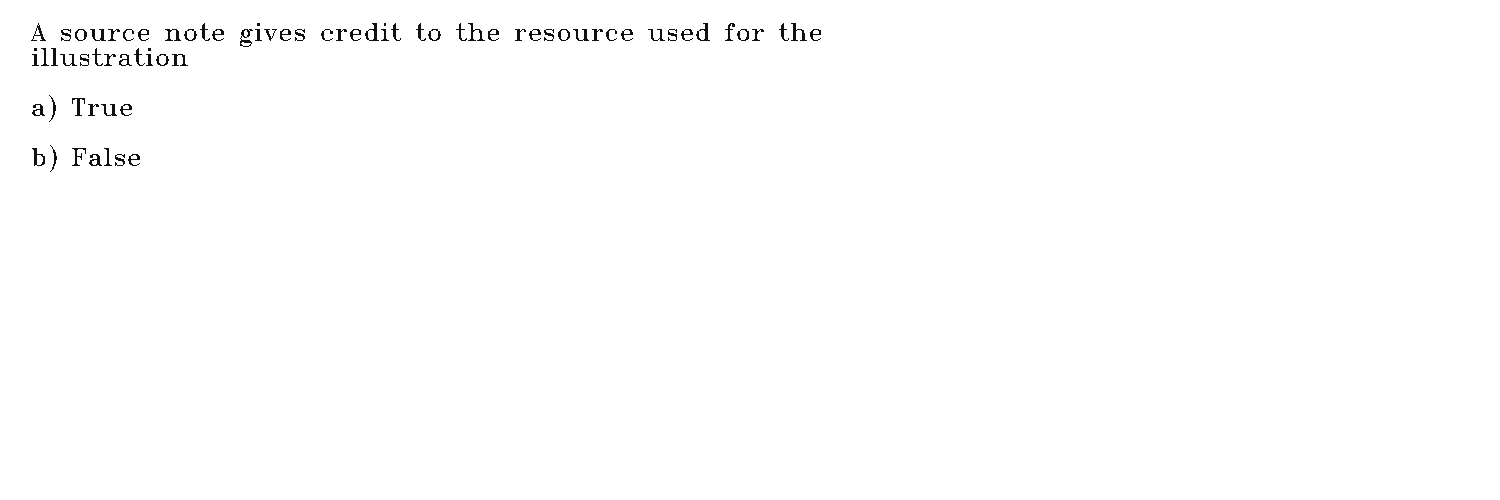 A source note gives credit to the resource used for the
illustration
a) True
b) False